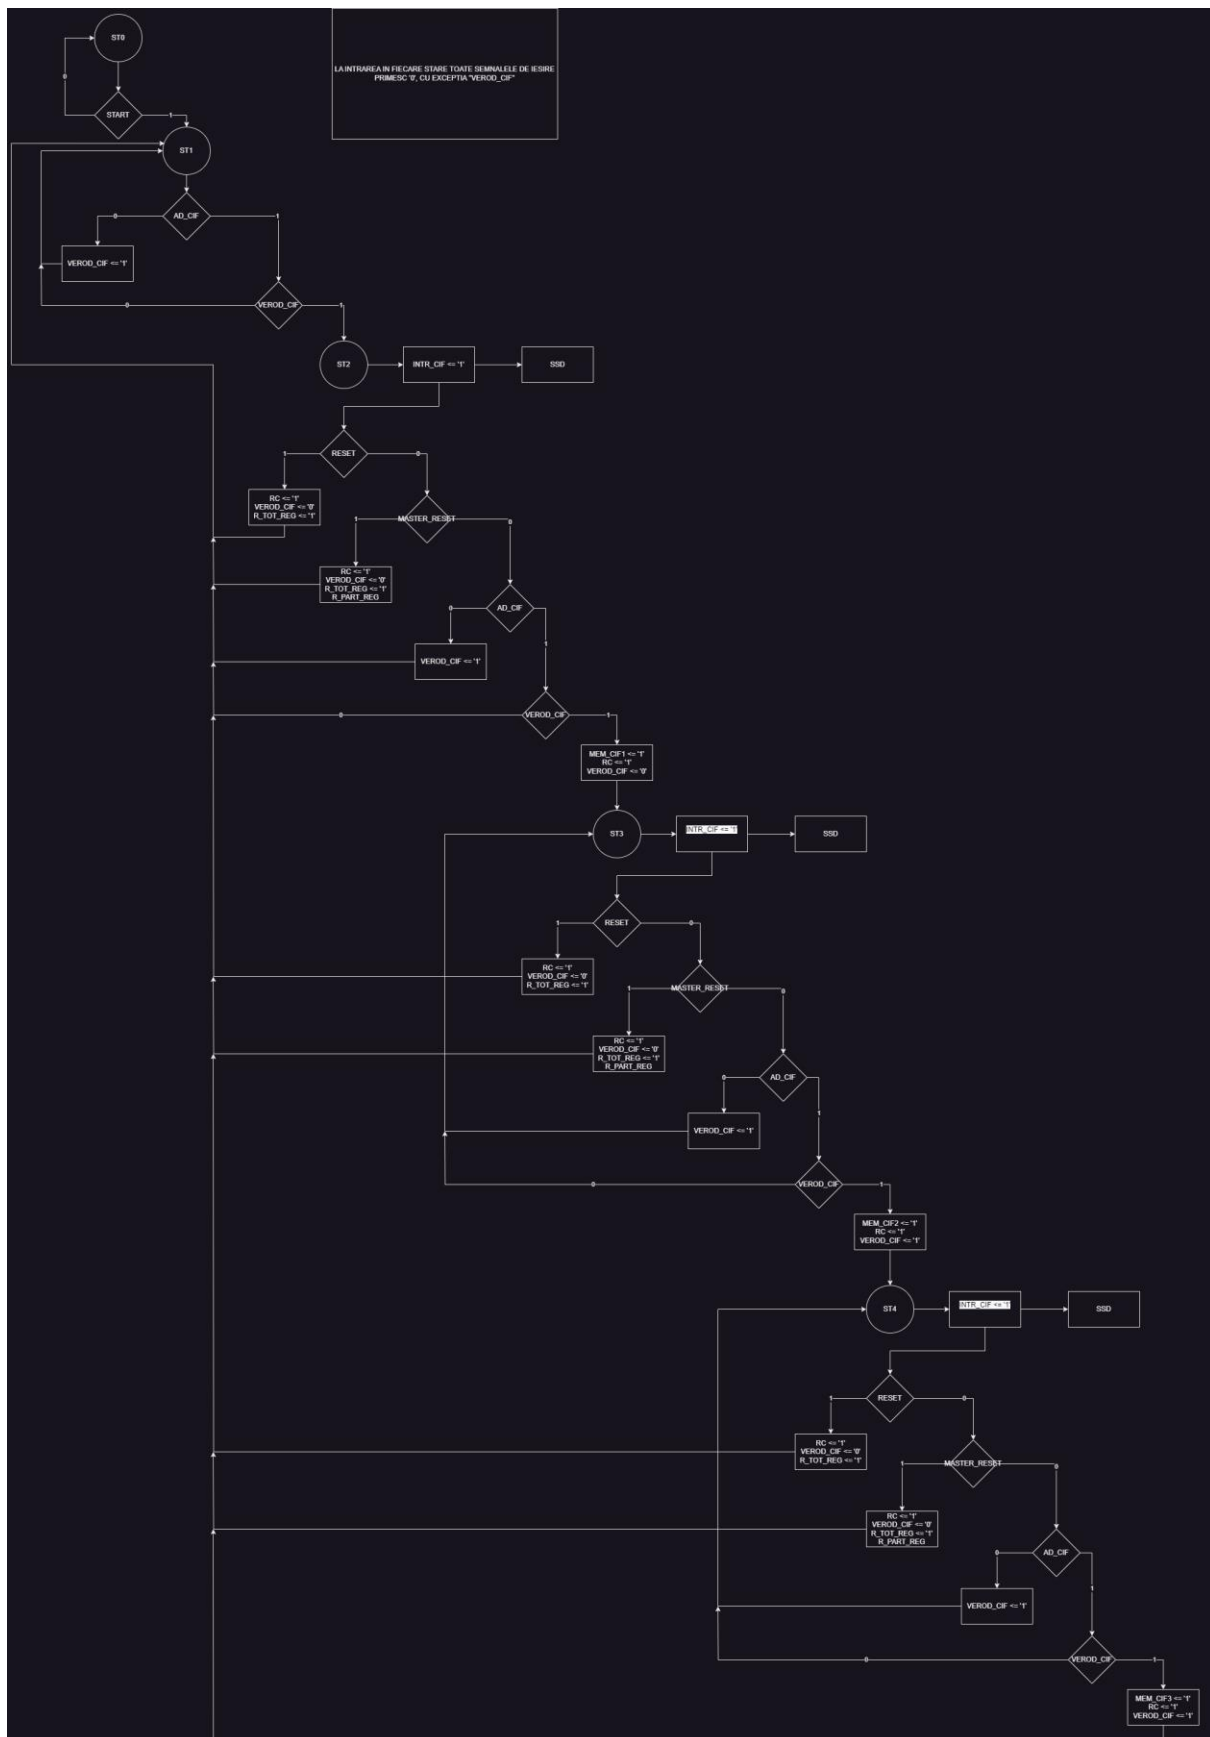 ST0
LA INTRAREA IN FIECARE STARE TOATE SEMNALELE DE IESIRE
PRIMESC '0', CU EXCEPTIA "VEROD_CIF"
0
START
1
ST1
AD_CIF
0
1
VEROD_CIF <= '1'
VEROD_CIF
0
1
ST2
INTR_CIF <= '1'
SSD
RESET
1
0
RC <= '1'
VEROD_CIF <= '0'
R_TOT_REG <= '1'
MASTER_RESET
1
0
RC <= '1'
VEROD_CIF <= '0'
R_TOT_REG <= '1'
R_PART_REG
AD_CIF
0
1
VEROD_CIF <= '1'
VEROD_CIF
0
1
MEM_CIF1 <= '1'
RC <= '1'
VEROD_CIF <= '0'
ST3
INTR_CIF <= '1'
SSD
RESET
1
0
RC <= '1'
VEROD_CIF <= '0'
R_TOT_REG <= '1'
MASTER_RESET
1
0
RC <= '1'
VEROD_CIF <= '0'
R_TOT_REG <= '1'
R_PART_REG
AD_CIF
0
1
VEROD_CIF <= '1'
VEROD_CIF
0
1
MEM_CIF2 <= '1'
RC <= '1'
VEROD_CIF <= '1'
ST4
INTR_CIF <= '1'
SSD
RESET
1
0
RC <= '1'
VEROD_CIF <= '0'
R_TOT_REG <= '1'
MASTER_RESET
1
0
RC <= '1'
VEROD_CIF <= '0'
R_TOT_REG <= '1'
R_PART_REG
AD_CIF
0
1
VEROD_CIF <= '1'
VEROD_CIF
0
1
MEM_CIF3 <= '1'
RC <= '1'
VEROD_CIF <= '1'